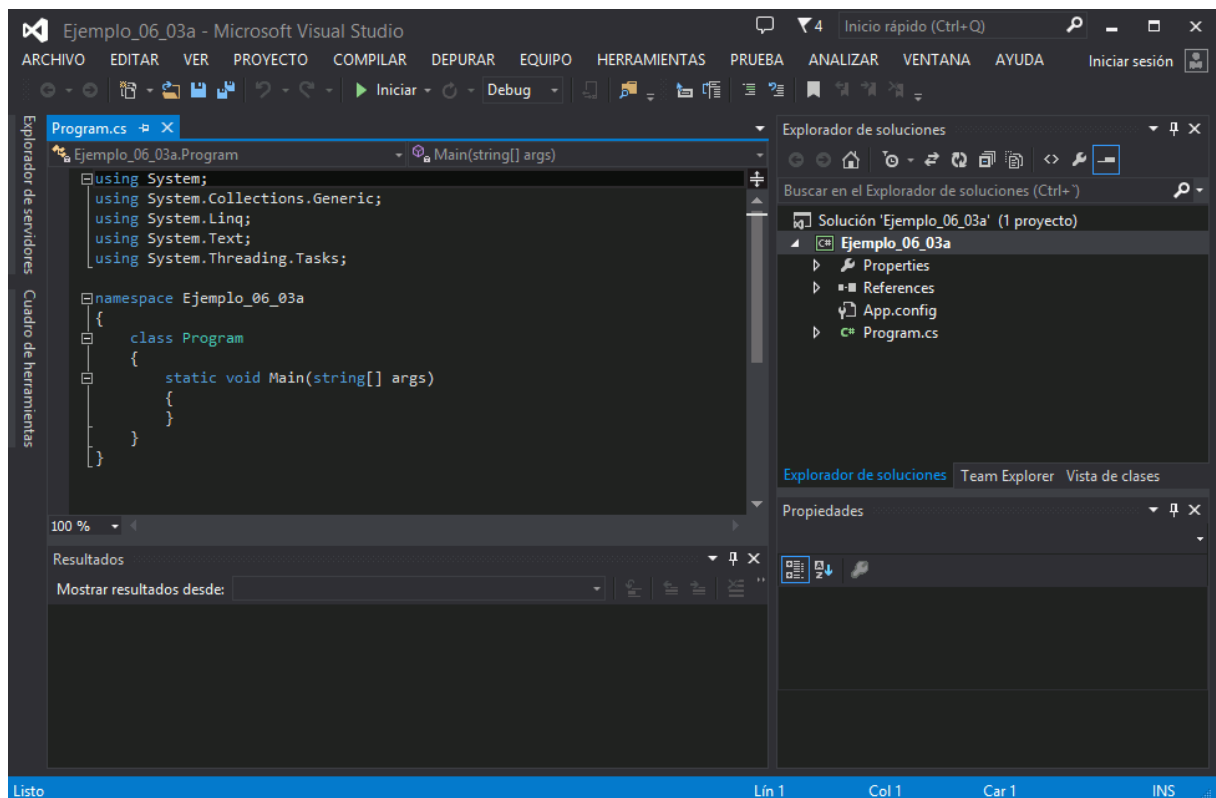 Ejemplo_06_03a - Microsoft Visual Studio
4
Inicio rápido (Ctrl+Q)
ARCHIVO EDITAR VER PROYECTO COMPILAR DEPURAR EQUIPO HERRAMIENTAS PRUEBA ANALIZAR VENTANA AYUDA
Iniciar sesión
Iniciar
Debug
Explorador de servidores
Cuadro de herramientas
Program.cs
Ejemplo_06_03a.Program
Main(string[] args)
using System;
using System.Collections.Generic;
using System.Linq;
using System.Text;
using System.Threading.Tasks;
namespace Ejemplo_06_03a
{
class Program
{
static void Main(string[] args)
{
}
}
}
100 %
Resultados
Mostrar resultados desde:
Explorador de soluciones
Buscar en el Explorador de soluciones (Ctrl+`)
Solución 'Ejemplo_06_03a' (1 proyecto)
C# Ejemplo_06_03a
Properties
References
App.config
C# Program.cs
Explorador de soluciones Team Explorer Vista de clases
Propiedades
Listo
Lín 1
Col 1
Car 1
INS